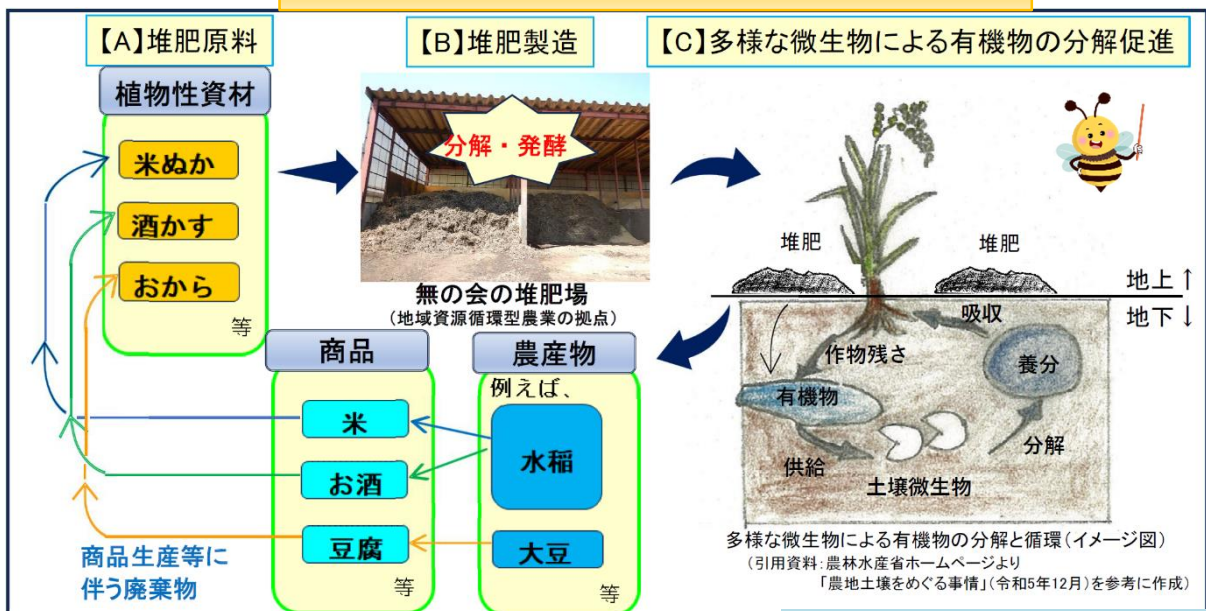 【A】堆肥原料
植物性資材
米ぬか
酒かす
おから
等
【B】堆肥製造
分解・発酵
無の会の堆肥場
(地域資源循環型農業の拠点)
【C】多様な微生物による有機物の分解促進
堆肥
堆肥
地上↑
地下↓
吸収
作物残さ
養分
有機物
分解
供給
土壌微生物
多様な微生物による有機物の分解と循環(イメージ図)
(引用資料:農林水産省ホームページより
「農地土壌をめぐる事情」(令和5年12月)を参考に作成)
農産物
例えば、
水稲
大豆
等
商品
米
お酒
豆腐
等
商品生産等に
伴う廃棄物